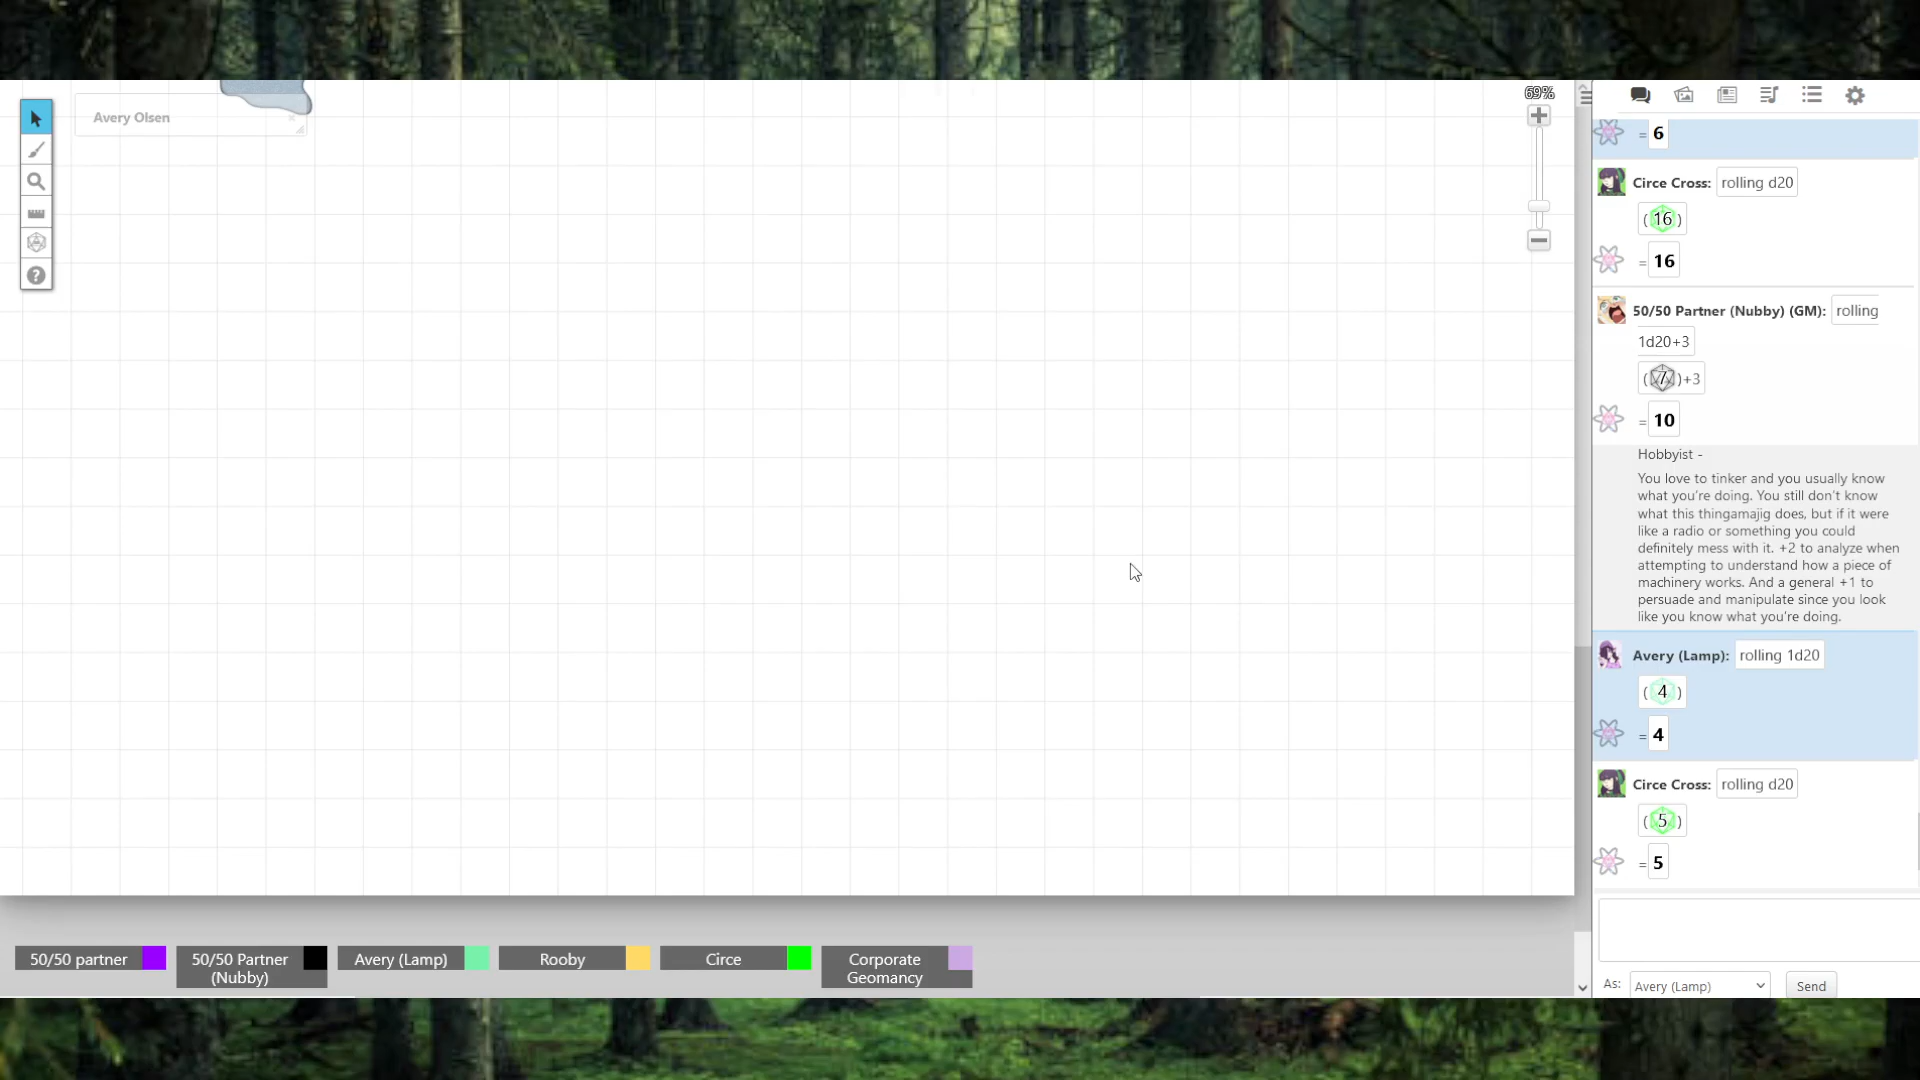 Avery Olsen
69%
= 6
Circe Cross: rolling d20
(16)
= 16
50/50 Partner (Nubby) (GM): rolling
1d20+3
(7)+3
= 10
Hobbyist -
You love to tinker and you usually know
what you're doing. You still don't know
what this thingamajig does, but if it were
like a radio or something you could
definitely mess with it. +2 to analyze when
attempting to understand how a piece of
machinery works. And a general +1 to
persuade and manipulate since you look
like you know what you're doing.
Avery (Lamp): rolling 1d20
(4)
= 4
Circe Cross: rolling d20
(5)
= 5
As: Avery (Lamp) Send
50/50 partner
50/50 Partner
(Nubby)
Avery (Lamp)
Rooby
Circe
Corporate
Geomancy